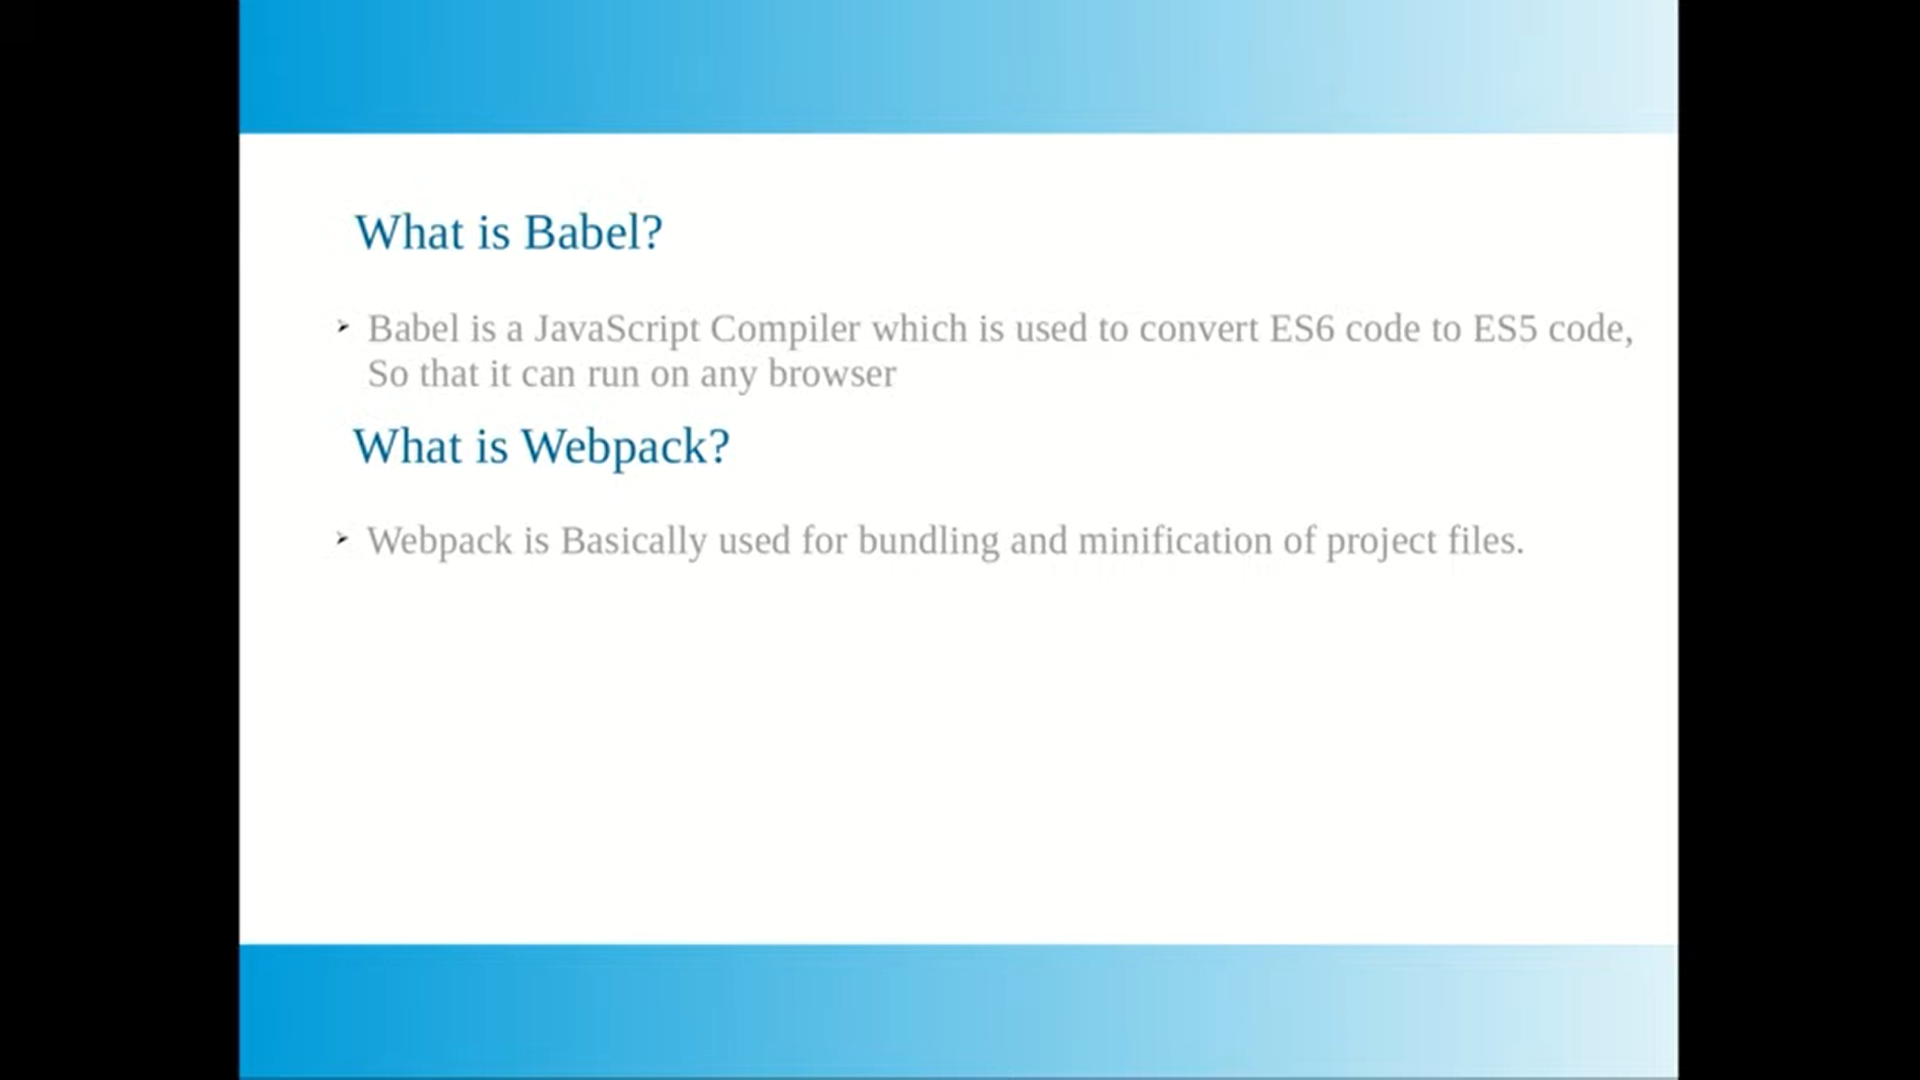 What is Babel?
➢ Babel is a JavaScript Compiler which is used to convert ES6 code to ES5 code,
So that it can run on any browser
What is Webpack?
➢ Webpack is Basically used for bundling and minification of project files.